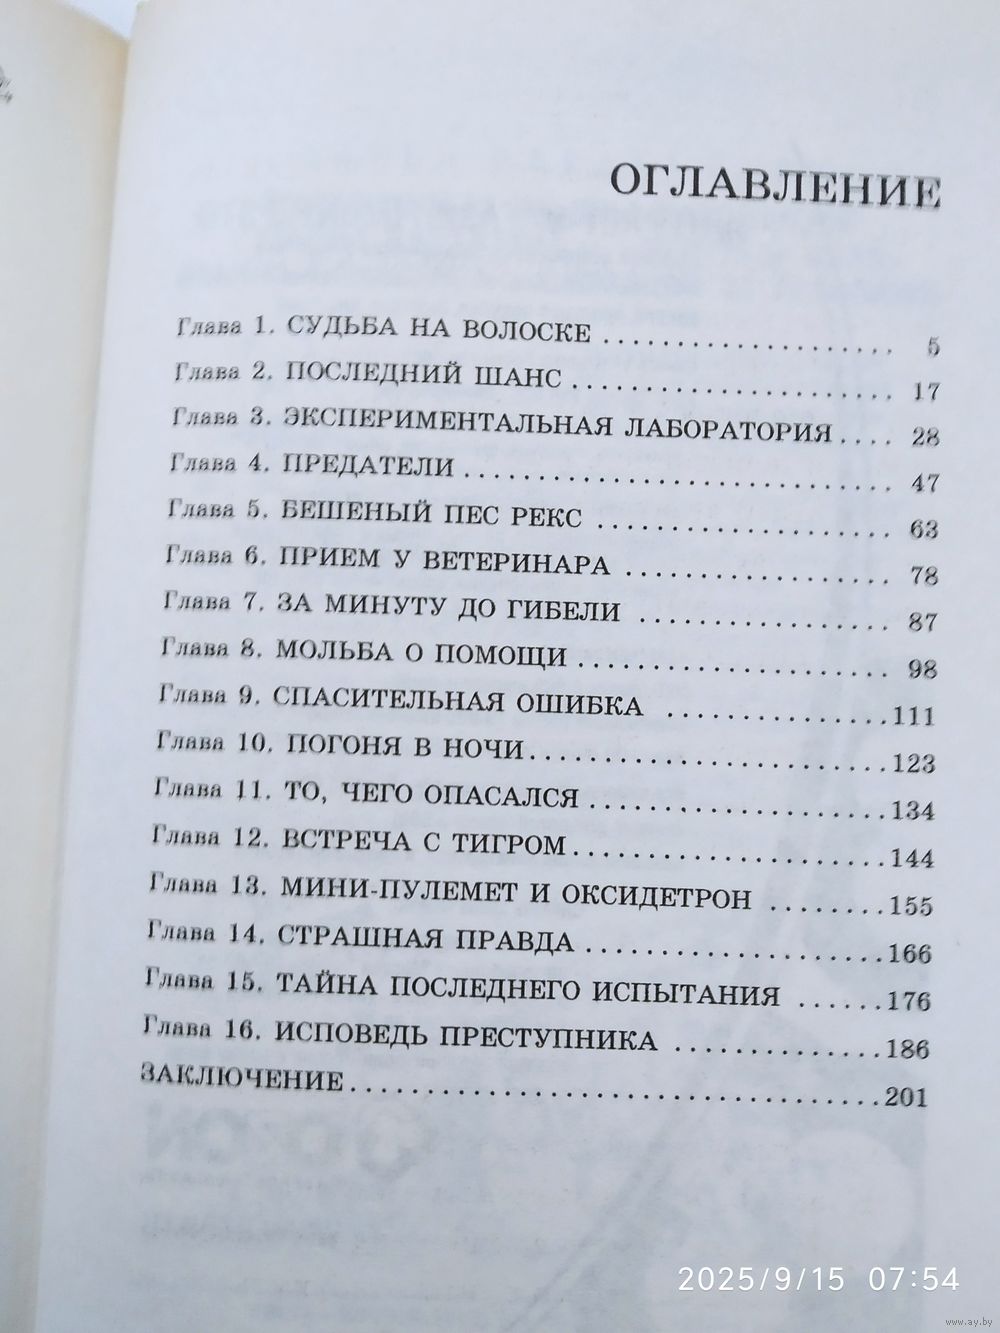 ОГЛАВЛЕНИЕ
Глава 1. СУДЬБА НА ВОЛОСКЕ .................... 5
Глава 2. ПОСЛЕДНИЙ ШАНС ...................... 17
Глава 3. ЭКСПЕРИМЕНТАЛЬНАЯ ЛАБОРАТОРИЯ .... 28
Глава 4. ПРЕДАТЕЛИ ............................. 47
Глава 5. БЕШЕНЫЙ ПЕС РЕКС .................... 63
Глава 6. ПРИЕМ У ВЕТЕРИНАРА .................. 78
Глава 7. ЗА МИНУТУ ДО ГИБЕЛИ ................. 87
Глава 8. МОЛЬБА О ПОМОЩИ ..................... 98
Глава 9. СПАСИТЕЛЬНАЯ ОШИБКА ...............111
Глава 10. ПОГОНЯ В НОЧИ ........................123
Глава 11. ТО, ЧЕГО ОПАСАЛСЯ ....................134
Глава 12. ВСТРЕЧА С ТИГРОМ .....................144
Глава 13. МИНИ-ПУЛЕМЕТ И ОКСИДЕТРОН ........155
Глава 14. СТРАШНАЯ ПРАВДА ....................166
Глава 15. ТАЙНА ПОСЛЕДНЕГО ИСПЫТАНИЯ ......176
Глава 16. ИСПОВЕДЬ ПРЕСТУПНИКА ..............186
ЗАКЛЮЧЕНИЕ ....................................201
2025/9/15 07:54
www.ay.by